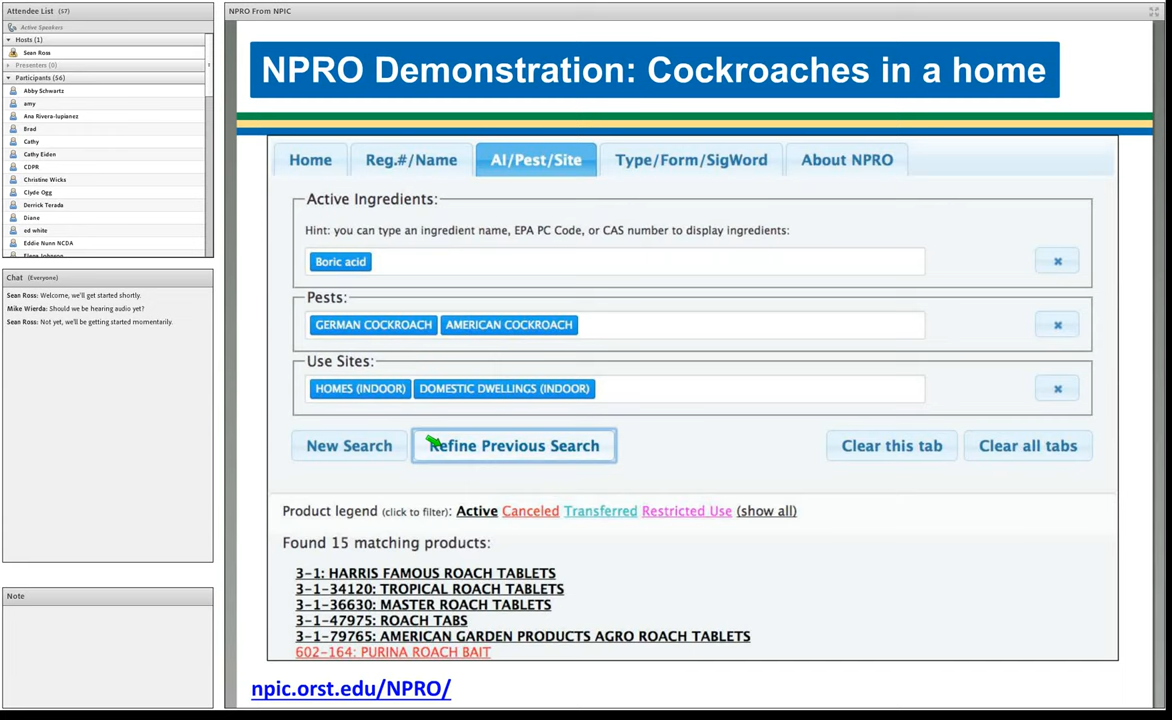 Attendee List (57)
Active Speakers
Hosts (1)
Sean Ross
Presenters (0)
Participants (56)
Abby Schwartz
amy
Ana Rivera-lupianez
Brad
Cathy
Cathy Eiden
CDPR
Christine Wicks
Clyde Ogg
Derrick Terada
Diane
ed white
Eddie Nunn NCDA
Chat (Everyone)
Sean Ross: Welcome, we'll get started shortly.
Mike Wierda: Should we be hearing audio yet?
Sean Ross: Not yet, we'll be getting started momentarily.
Note
NPRO From NPIC
NPRO Demonstration: Cockroaches in a home
Home Reg.#/Name AI/Pest/Site Type/Form/SigWord About NPRO
Active Ingredients:
Hint: you can type an ingredient name, EPA PC Code, or CAS number to display ingredients:
Boric acid
Pests:
GERMAN COCKROACH AMERICAN COCKROACH
Use Sites:
HOMES (INDOOR) DOMESTIC DWELLINGS (INDOOR)
New Search Refine Previous Search Clear this tab Clear all tabs
Product legend (click to filter): Active Canceled Transferred Restricted Use (show all)
Found 15 matching products:
3-1: HARRIS FAMOUS ROACH TABLETS
3-1-34120: TROPICAL ROACH TABLETS
3-1-36630: MASTER ROACH TABLETS
3-1-47975: ROACH TABS
3-1-79765: AMERICAN GARDEN PRODUCTS AGRO ROACH TABLETS
602-164: PURINA ROACH BAIT
npic.orst.edu/NPRO/